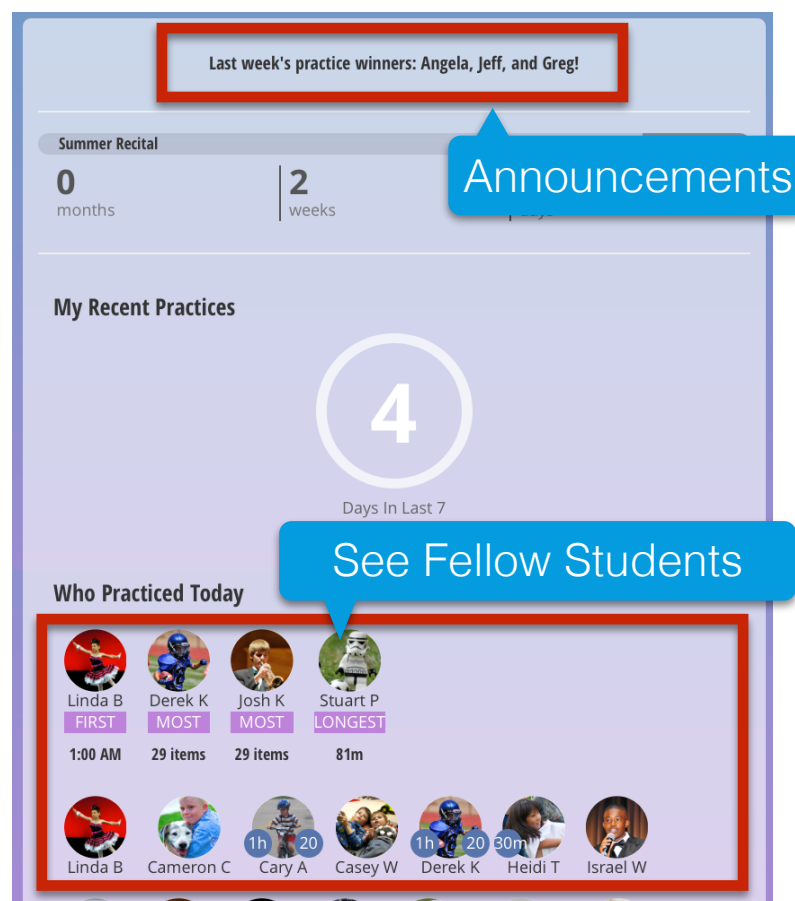 Last week's practice winners: Angela, Jeff, and Greg!
Summer Recital
Announcements
0
2
months
weeks
days
My Recent Practices
4
Days In Last 7
See Fellow Students
Who Practiced Today
Linda B Derek K Josh K Stuart P
FIRST MOST MOST LONGEST
1:00 AM 29 items 29 items 81m
1h 20 1h 20 30m
Linda B Cameron C Cary A Casey W Derek K Heidi T Israel W